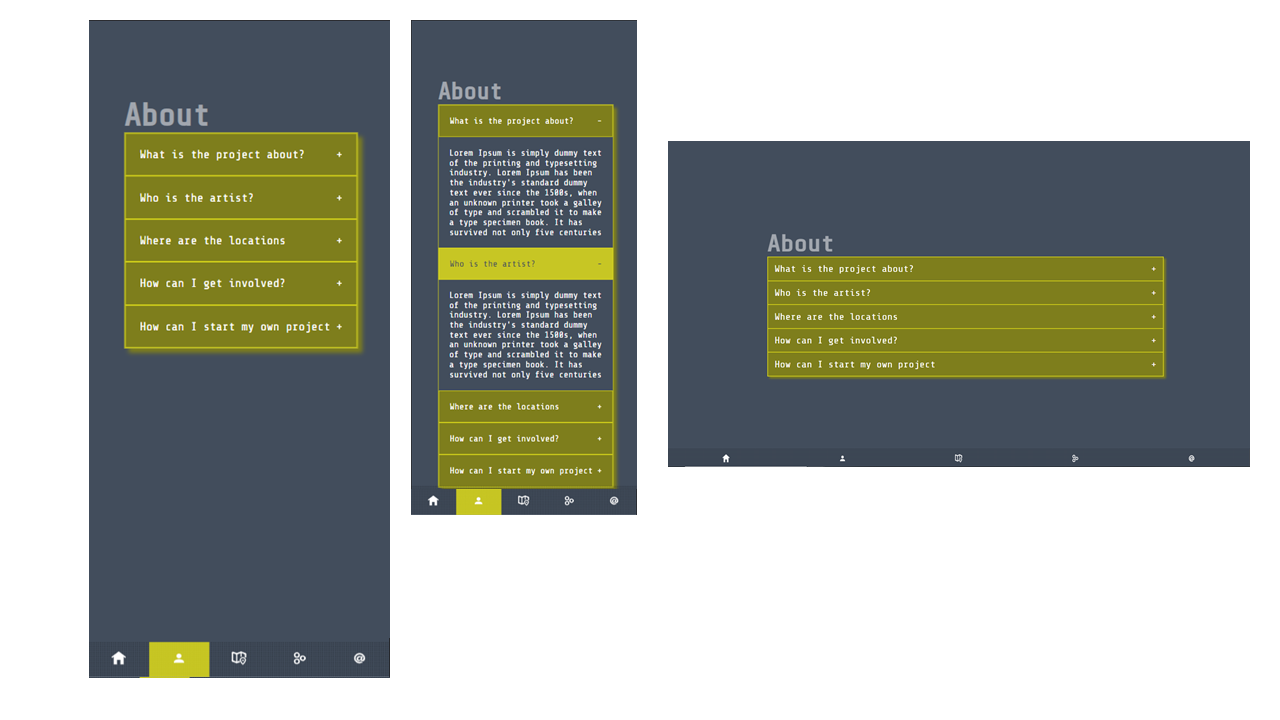 About
What is the project about? +
Who is the artist? +
Where are the locations +
How can I get involved? +
How can I start my own project +
About
What is the project about? -
Lorem Ipsum is simply dummy text
of the printing and typesetting
industry. Lorem Ipsum has been
the industry's standard dummy
text ever since the 1500s, when
an unknown printer took a galley
of type and scrambled it to make
a type specimen book. It has
survived not only five centuries
Who is the artist? -
Lorem Ipsum is simply dummy text
of the printing and typesetting
industry. Lorem Ipsum has been
the industry's standard dummy
text ever since the 1500s, when
an unknown printer took a galley
of type and scrambled it to make
a type specimen book. It has
survived not only five centuries
Where are the locations +
How can I get involved? +
How can I start my own project +
About
What is the project about? +
Who is the artist? +
Where are the locations +
How can I get involved? +
How can I start my own project +